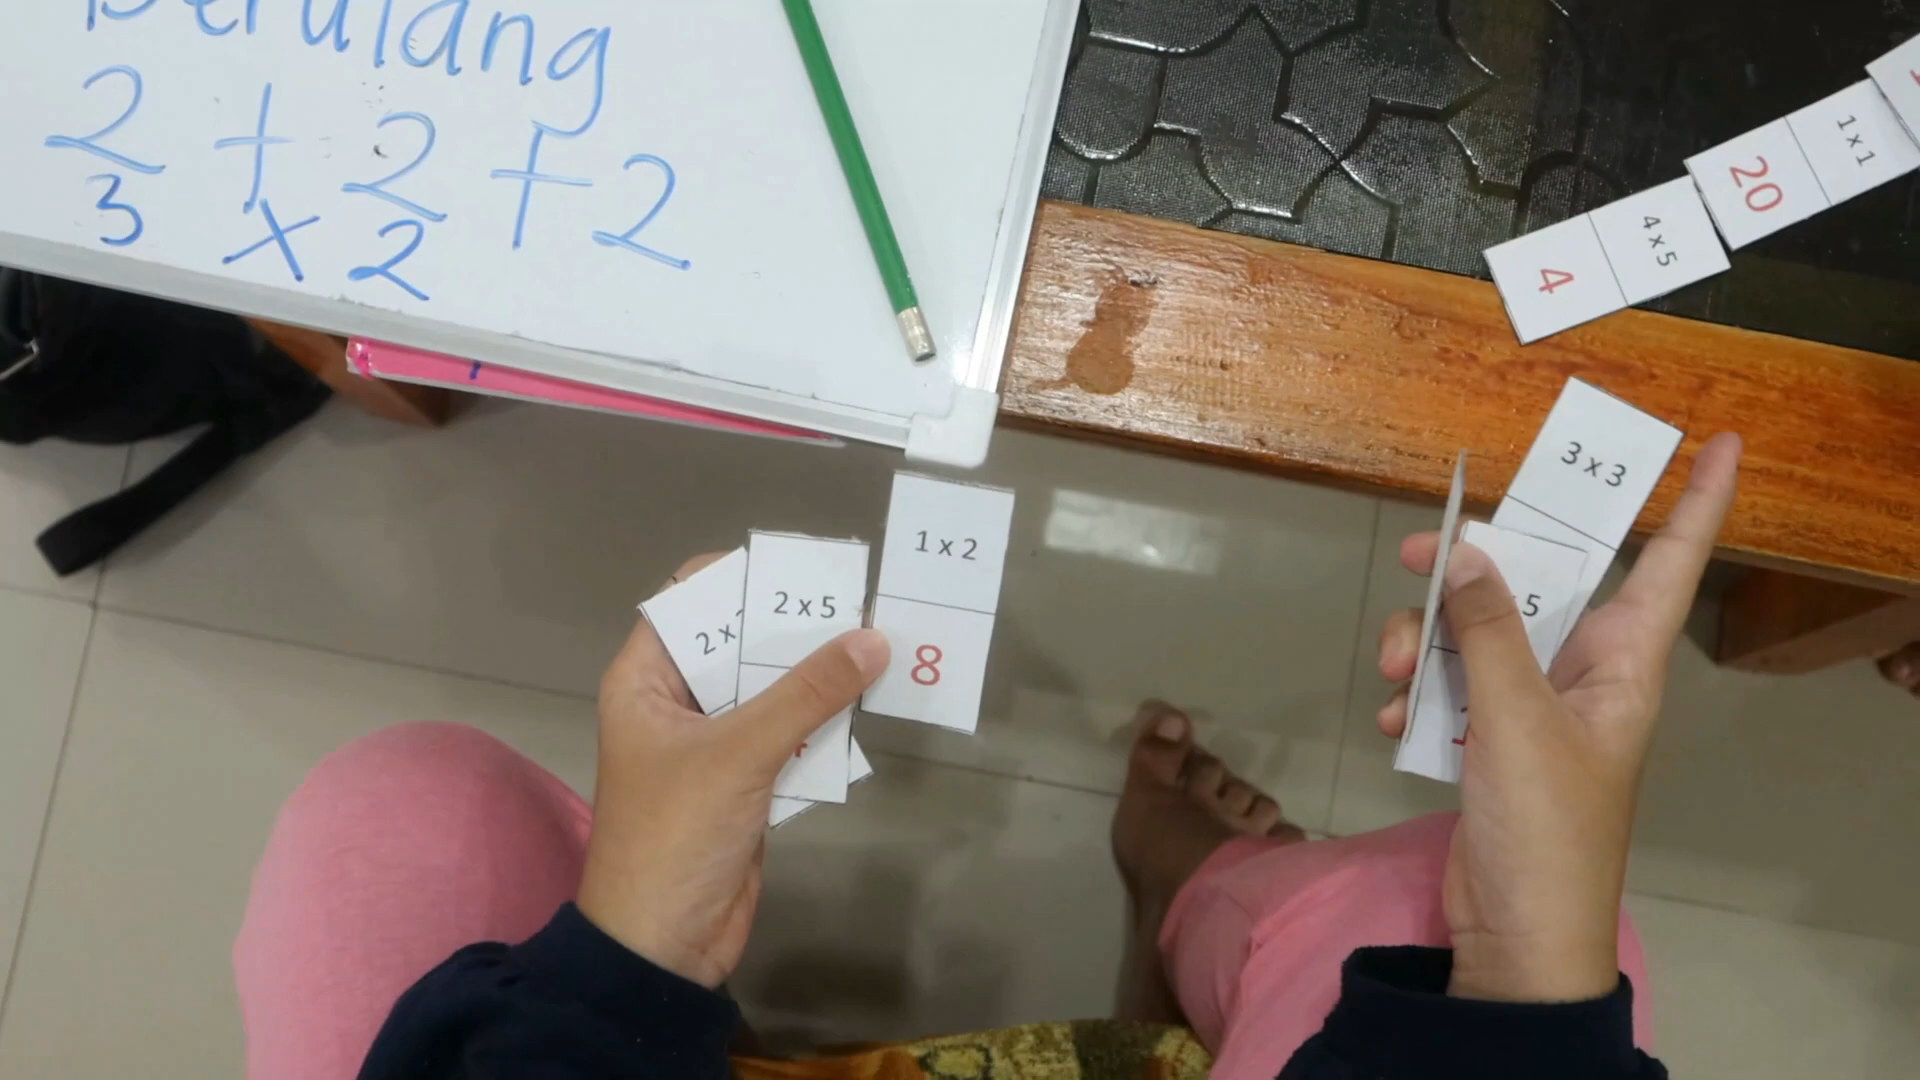 Berulang
2 + 2 + 2
3 x 2
1 x 1
20
4 x 5
4
3 x 3
1 x 2
8
2 x 5